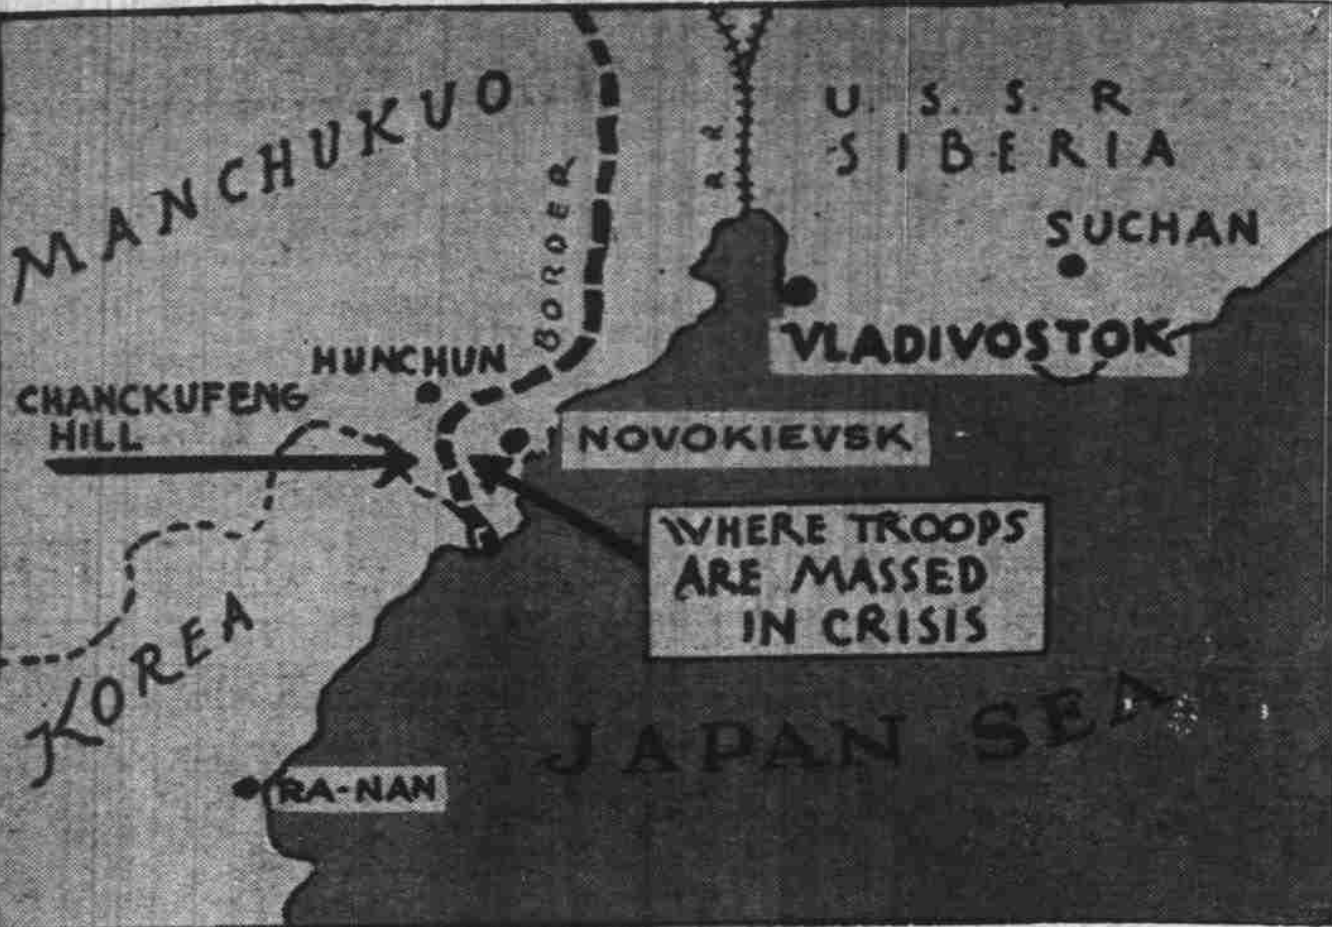 MANCHUKUO
BORDER
R R
U. S. S. R
SIBERIA
SUCHAN
VLADIVOSTOK
HUNCHUN
CHANCKUFENG
HILL
NOVOKIEVSK
WHERE TROOPS
ARE MASSED
IN CRISIS
KOREA
JAPAN SEA
RA-NAN